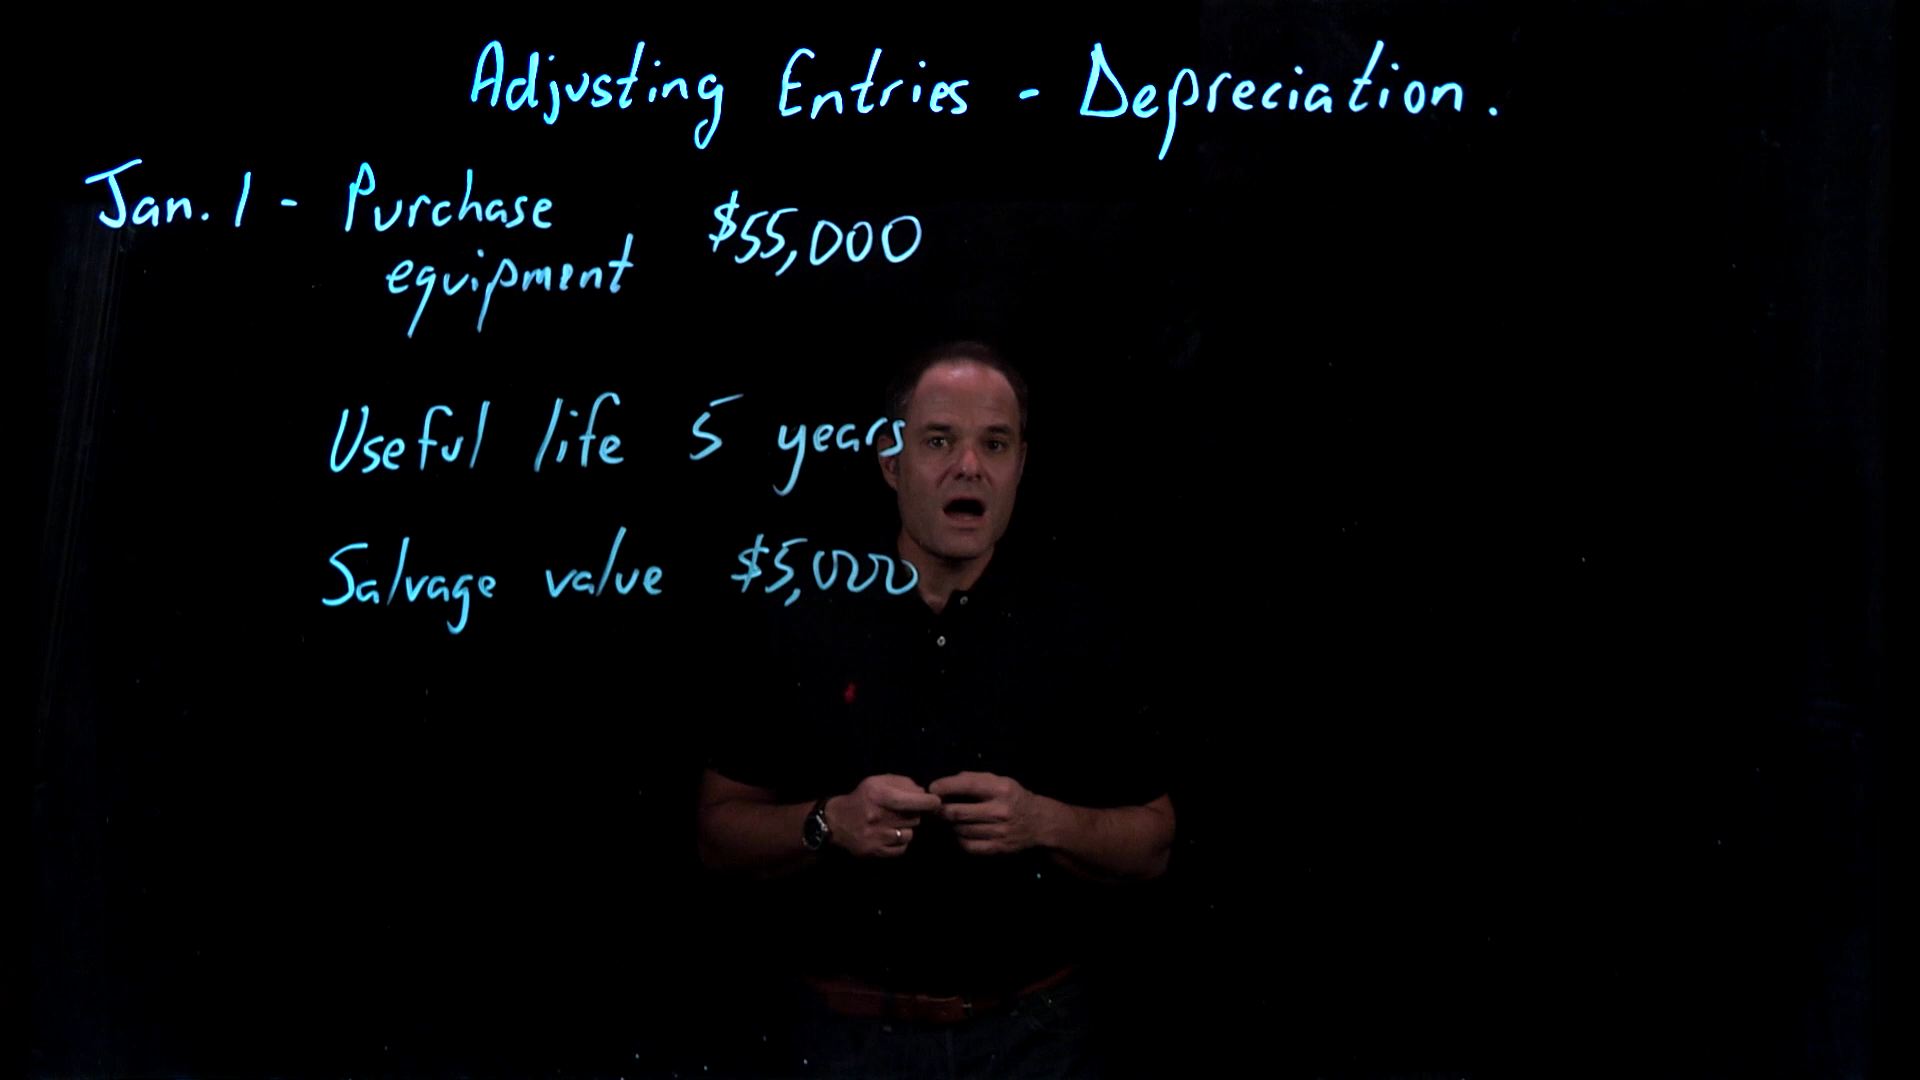 Adjusting Entries - Depreciation.
Jan. 1 - Purchase $55,000
equipment
Useful life 5 years
Salvage value $5,000